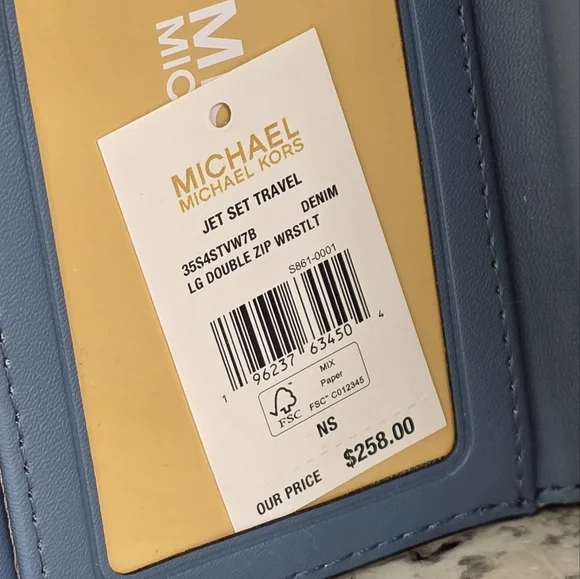 MICHAEL
MICHAEL KORS
JET SET TRAVEL
35S4STVW7B DENIM
LG DOUBLE ZIP WRSTLT
S861-0001
1 96237 63450 4
FSC
MIX
Paper
FSC™ C012345
NS
OUR PRICE $258.00